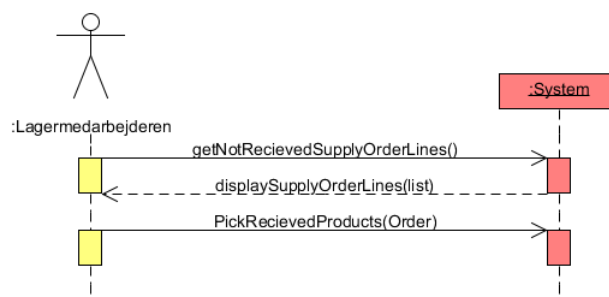 :System
:Lagermedarbejderen
getNotRecievedSupplyOrderLines()
displaySupplyOrderLines(list)
PickRecievedProducts(Order)